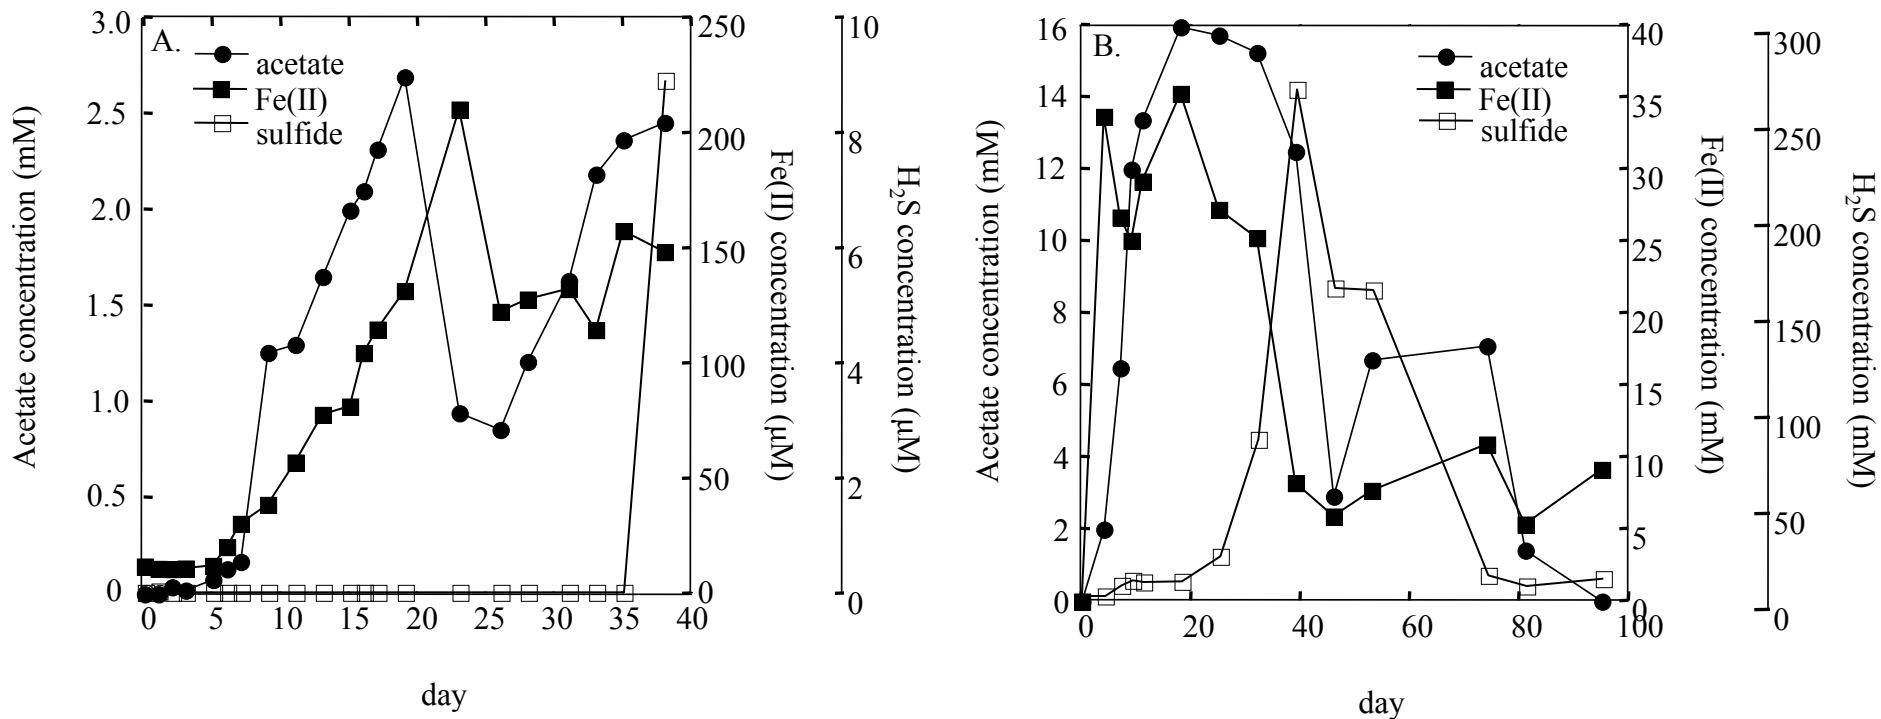 A.
acetate
Fe(II)
sulfide
3.0
2.5
2.0
1.5
1.0
0.5
0
Acetate concentration (mM)
250
200
150
100
50
0
Fe(II) concentration (μM)
10
8
6
4
2
0
H2S concentration (μM)
0 5 10 15 20 25 30 35 40
day
B.
acetate
Fe(II)
sulfide
16
14
12
10
8
6
4
2
0
Acetate concentration (mM)
40
35
30
25
20
15
10
5
0
Fe(II) concentration (mM)
300
250
200
150
100
50
0
H2S concentration (mM)
0 20 40 60 80 100
day